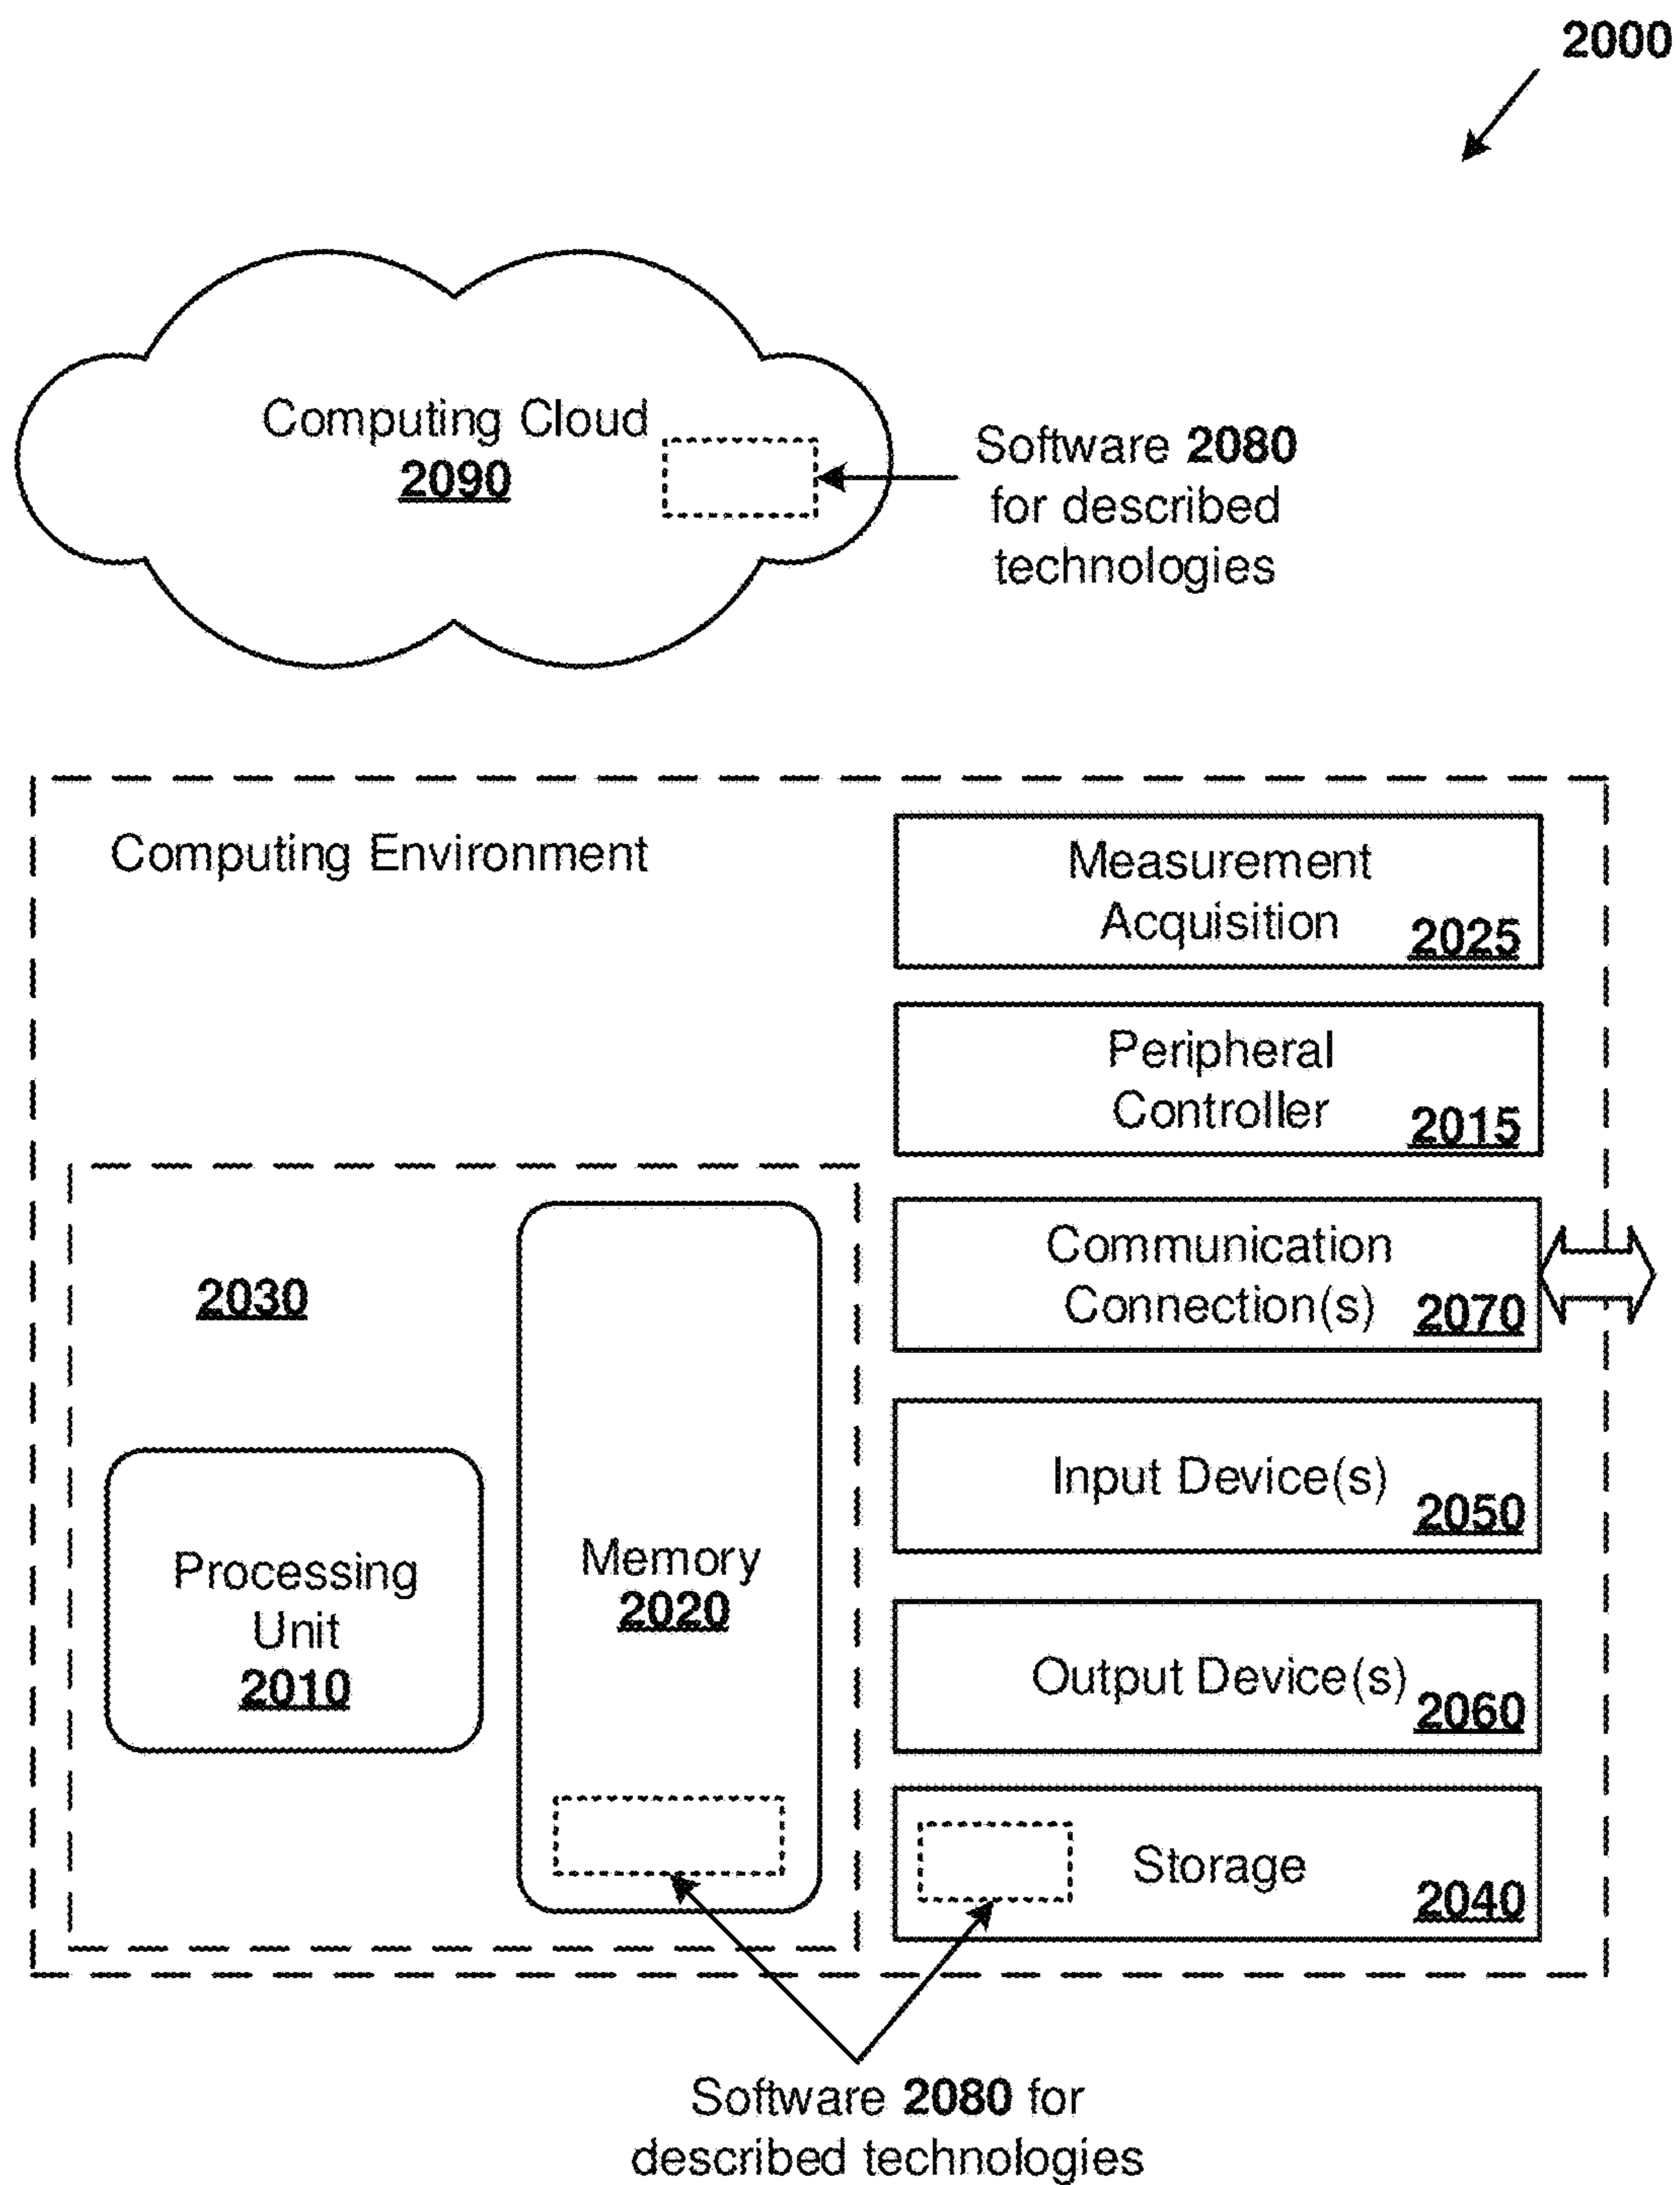 2000
Computing Cloud
2090
Software 2080
for described
technologies
Computing Environment
Measurement
Acquisition
2025
Peripheral
Controller
2015
2030
Communication
Connection(s)
2070
Input Device(s)
2050
Processing
Unit
2010
Memory
2020
Output Device(s)
2060
Storage
2040
Software 2080 for
described technologies